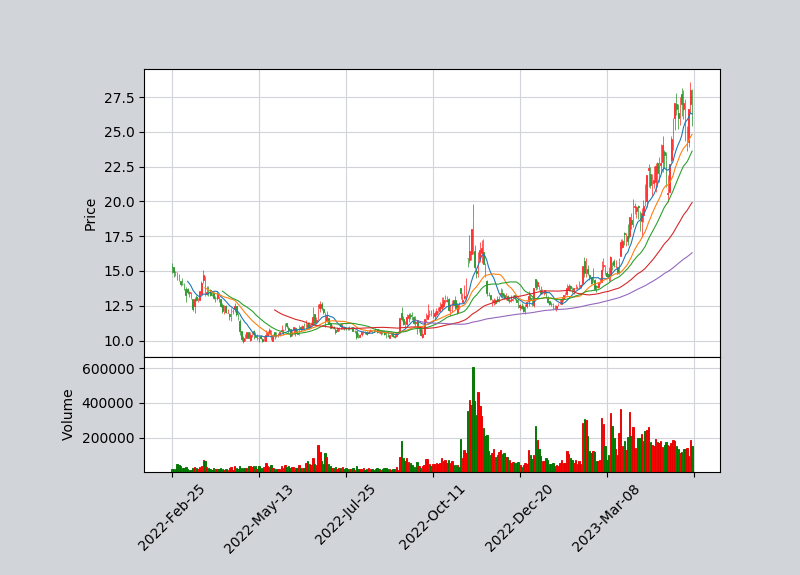 27.5
25.0
22.5
20.0
17.5
15.0
12.5
10.0
Price
600000
400000
200000
Volume
2022-Feb-25
2022-May-13
2022-Jul-25
2022-Oct-11
2022-Dec-20
2023-Mar-08